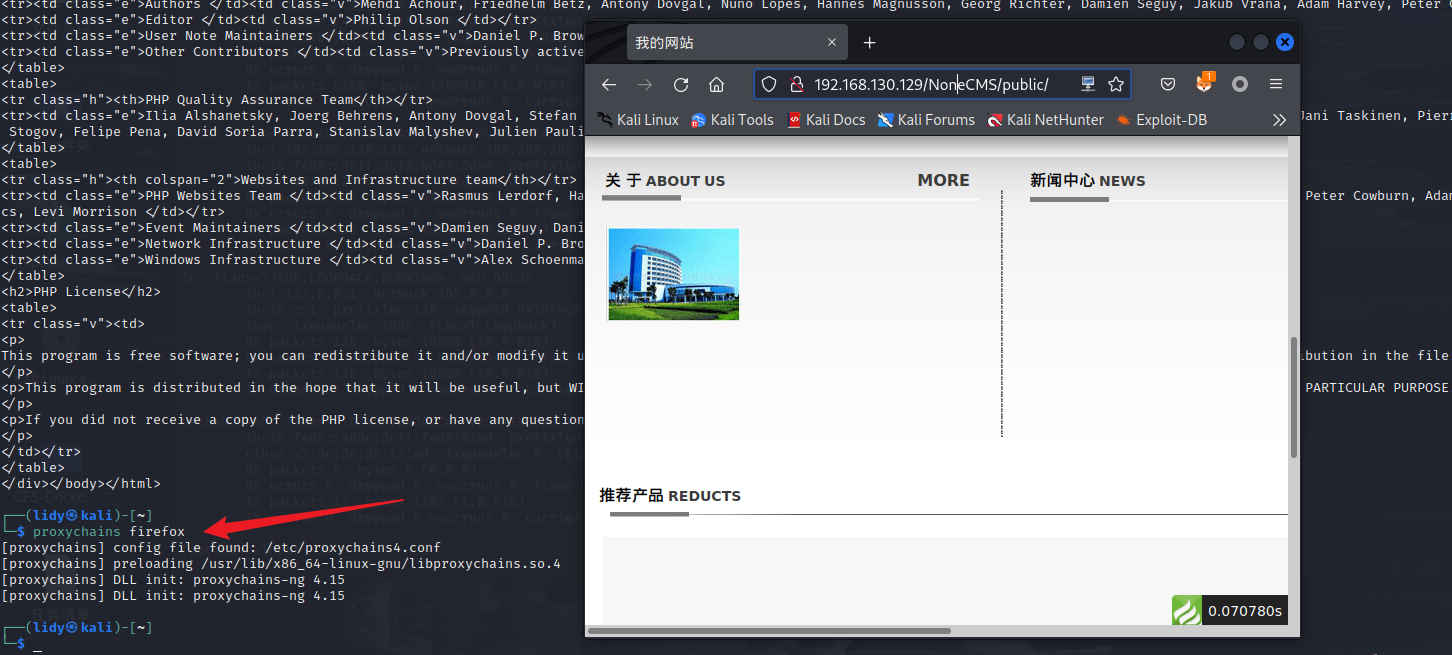 <tr><td class="e">Authors </td><td class="v">Mehdi Achour, Friedhelm Betz, Antony Dovgal, Nuno Lopes, Hannes Magnusson, Georg Richter, Damien Seguy, Jakub Vrana, Adam Harvey, Peter
<tr><td class="e">Editor </td><td class="v">Philip Olson </td></tr>
<tr><td class="e">User Note Maintainers </td><td class="v">Daniel P. Brow
<tr><td class="e">Other Contributors </td><td class="v">Previously active
</table>
<table>
<tr class="h"><th>PHP Quality Assurance Team</th></tr>
<tr><td class="e">Ilia Alshanetsky, Joerg Behrens, Antony Dovgal, Stefan
Jani Taskinen, Pierr
Stogov, Felipe Pena, David Soria Parra, Stanislav Malyshev, Julien Pauli
</table>
<table>
<tr class="h"><th colspan="2">Websites and Infrastructure team</th></tr>
<tr><td class="e">PHP Websites Team </td><td class="v">Rasmus Lerdorf, Ha
Peter Cowburn, Adam
cs, Levi Morrison </td></tr>
<tr><td class="e">Event Maintainers </td><td class="v">Damien Seguy, Dani
<tr><td class="e">Network Infrastructure </td><td class="v">Daniel P. Bro
<tr><td class="e">Windows Infrastructure </td><td class="v">Alex Schoenma
</table>
<h2>PHP License</h2>
<table>
<tr class="v"><td>
<p>
This program is free software; you can redistribute it and/or modify it u
bution in the file
</p>
<p>This program is distributed in the hope that it will be useful, but WI
PARTICULAR PURPOSE
</p>
<p>If you did not receive a copy of the PHP license, or have any question
</p>
</td></tr>
</table>
</div></body></html>
(lidy㉿kali)-[~]
$ proxychains firefox
[proxychains] config file found: /etc/proxychains4.conf
[proxychains] preloading /usr/lib/x86_64-linux-gnu/libproxychains.so.4
[proxychains] DLL init: proxychains-ng 4.15
[proxychains] DLL init: proxychains-ng 4.15
(lidy㉿kali)-[~]
$ _
我的网站
192.168.130.129/NoneCMS/public/
1
Kali Linux Kali Tools Kali Docs Kali Forums Kali NetHunter Exploit-DB
关 于 ABOUT US MORE 新闻中心 NEWS
推荐产品 REDUCTS
0.070780s